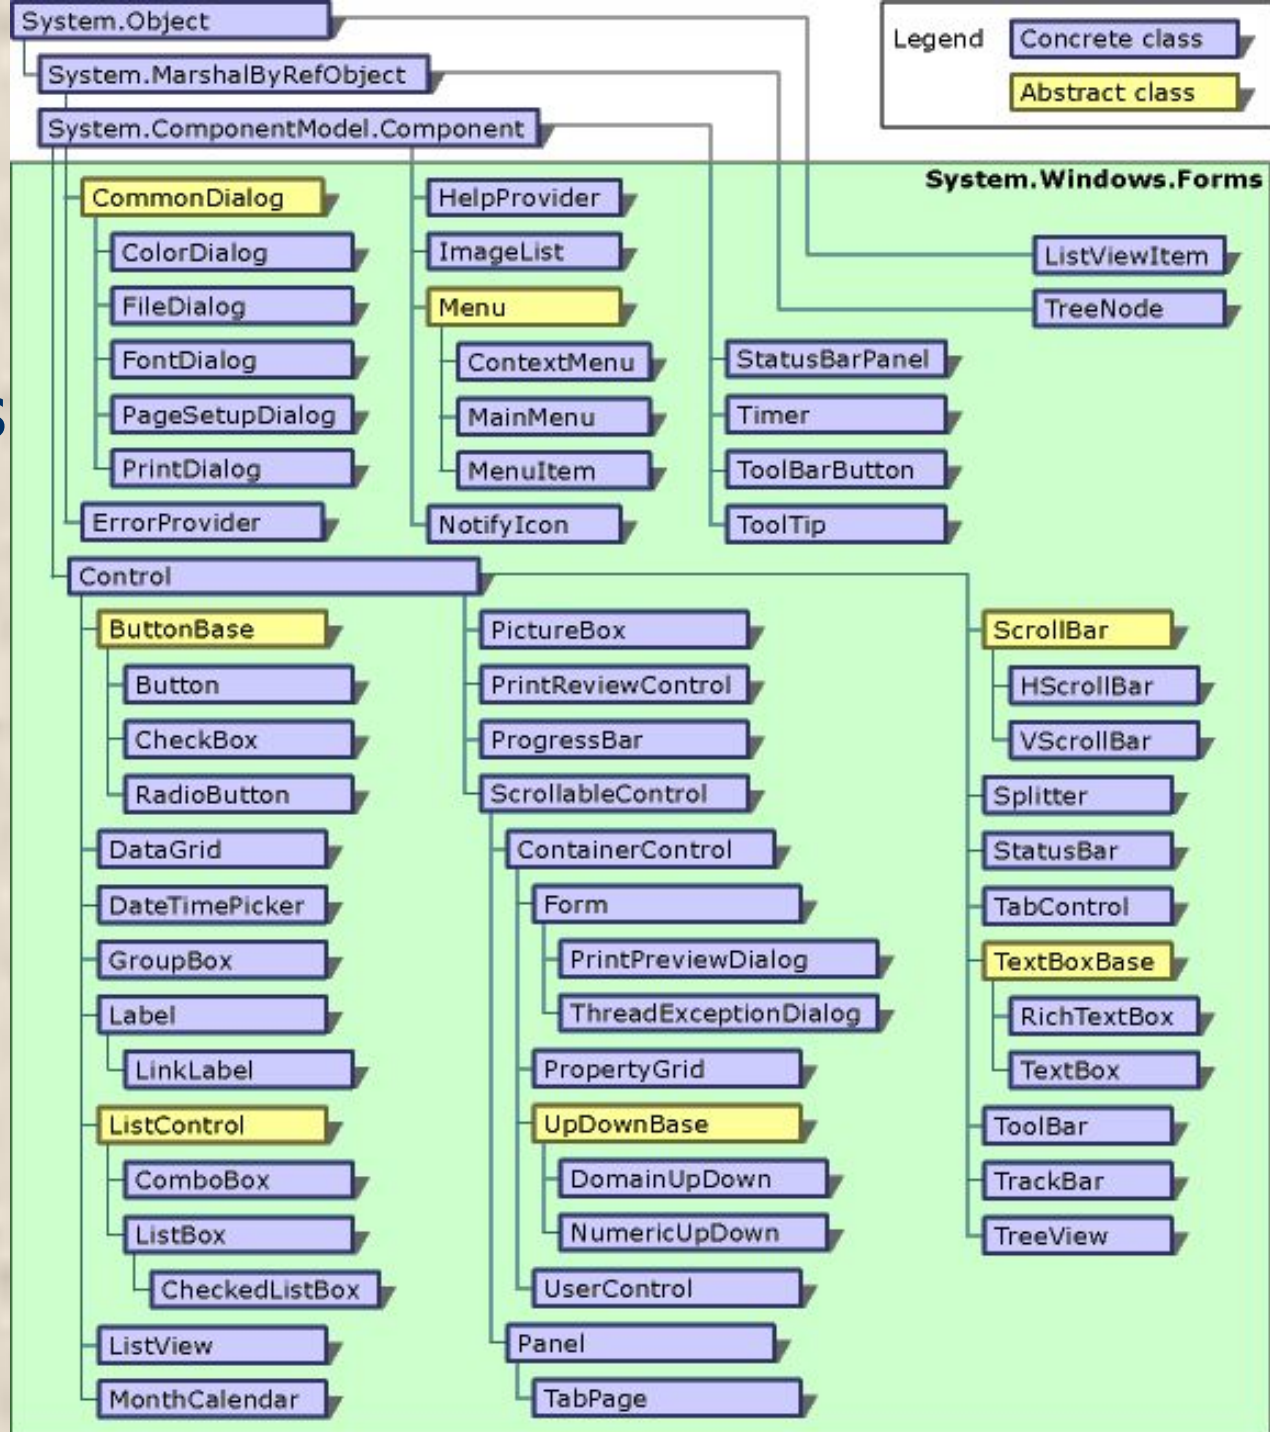 System.Object
System.MarshalByRefObject
System.ComponentModel.Component
Legend
Concrete class
Abstract class
System.Windows.Forms
CommonDialog
ColorDialog
FileDialog
FontDialog
PageSetupDialog
PrintDialog
ErrorProvider
HelpProvider
ImageList
Menu
ContextMenu
MainMenu
MenuItem
NotifyIcon
StatusBarPanel
Timer
ToolBarButton
ToolTip
ListViewItem
TreeNode
Control
ButtonBase
Button
CheckBox
RadioButton
DataGrid
DateTimePicker
GroupBox
Label
LinkLabel
ListControl
ComboBox
ListBox
CheckedListBox
ListView
MonthCalendar
PictureBox
PrintReviewControl
ProgressBar
ScrollableControl
ContainerControl
Form
PrintPreviewDialog
ThreadExceptionDialog
PropertyGrid
UpDownBase
DomainUpDown
NumericUpDown
UserControl
Panel
TabPage
ScrollBar
HScrollBar
VScrollBar
Splitter
StatusBar
TabControl
TextBoxBase
RichTextBox
TextBox
ToolBar
TrackBar
TreeView